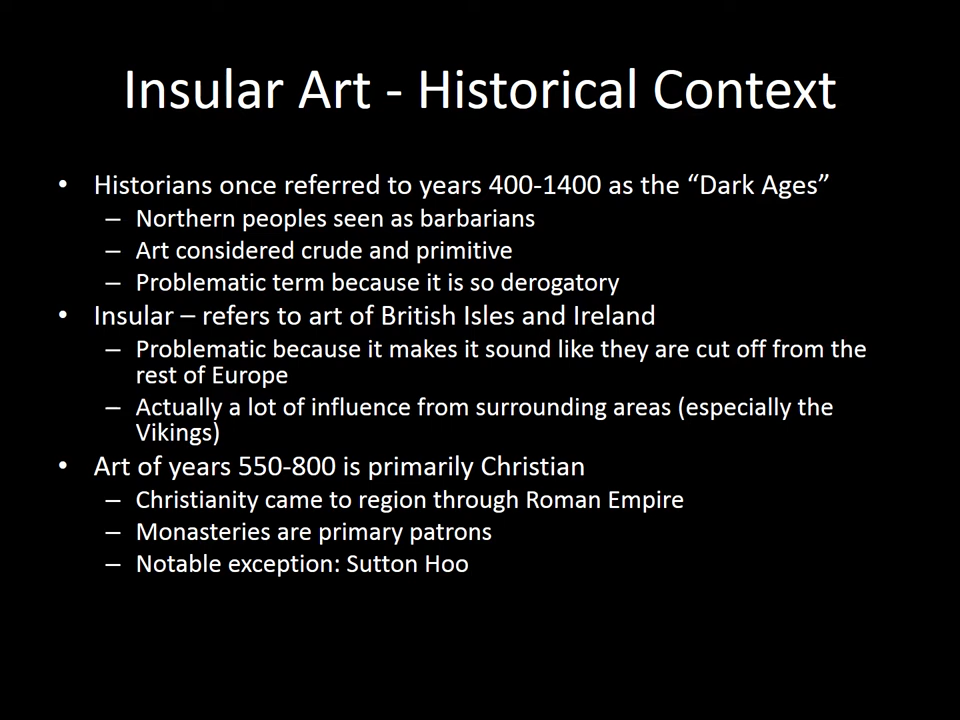 Insular Art - Historical Context
• Historians once referred to years 400-1400 as the “Dark Ages”
– Northern peoples seen as barbarians
– Art considered crude and primitive
– Problematic term because it is so derogatory
• Insular – refers to art of British Isles and Ireland
– Problematic because it makes it sound like they are cut off from the
rest of Europe
– Actually a lot of influence from surrounding areas (especially the
Vikings)
• Art of years 550-800 is primarily Christian
– Christianity came to region through Roman Empire
– Monasteries are primary patrons
– Notable exception: Sutton Hoo